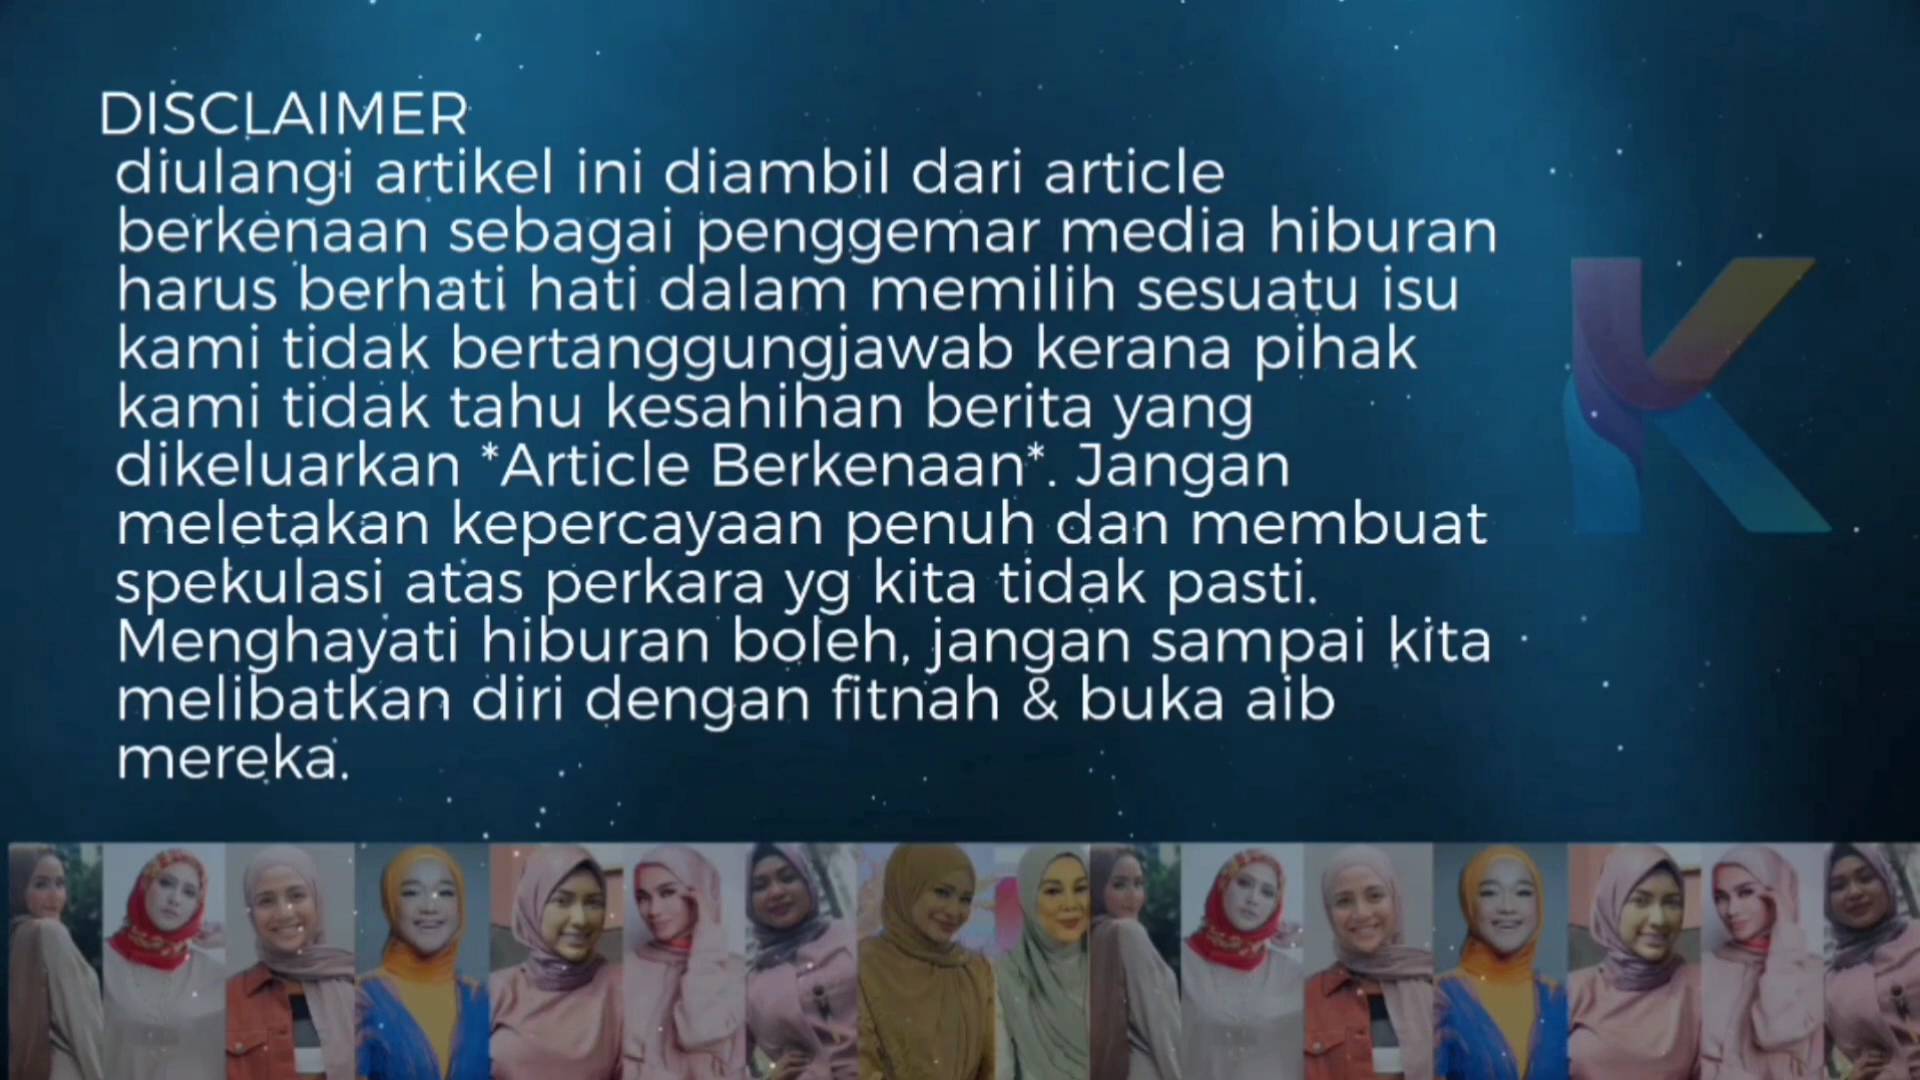 DISCLAIMER
diulangi artikel ini diambil dari article
berkenaan sebagai penggemar media hiburan
harus berhati hati dalam memilih sesuatu isu
kami tidak bertanggungjawab kerana pihak
kami tidak tahu kesahihan berita yang
dikeluarkan *Article Berkenaan*. Jangan
meletakan kepercayaan penuh dan membuat
spekulasi atas perkara yg kita tidak pasti.
Menghayati hiburan boleh, jangan sampai kita
melibatkan diri dengan fitnah & buka aib
mereka.
K